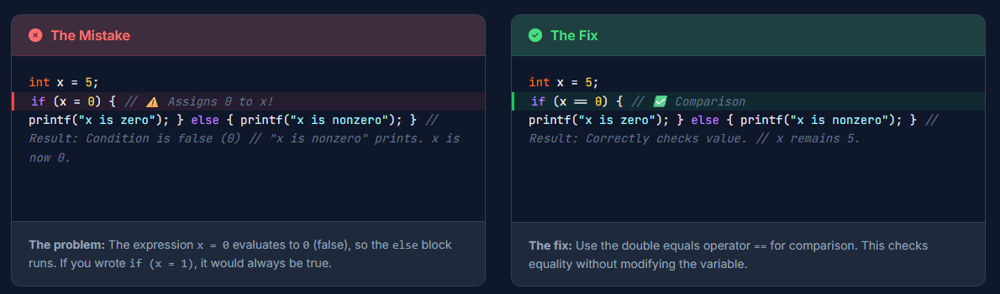 The Mistake
int x = 5;
if (x = 0) { // ⚠️ Assigns 0 to x!
printf("x is zero"); } else { printf("x is nonzero"); } //
Result: Condition is false (0) // "x is nonzero" prints. x is
now 0.
The problem: The expression x = 0 evaluates to 0 (false), so the else block
runs. If you wrote if (x = 1), it would always be true.
The Fix
int x = 5;
if (x == 0) { // ✅ Comparison
printf("x is zero"); } else { printf("x is nonzero"); } //
Result: Correctly checks value. // x remains 5.
The fix: Use the double equals operator == for comparison. This checks
equality without modifying the variable.